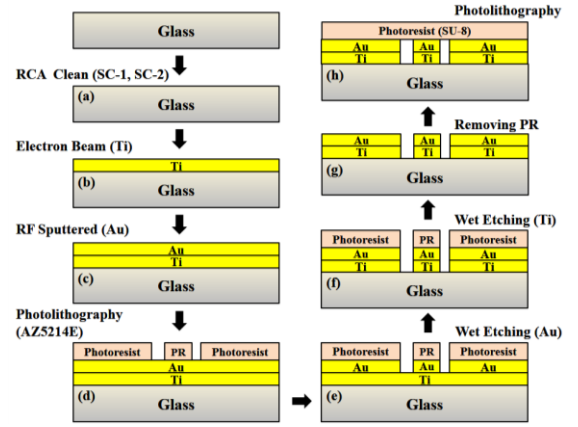 Glass
RCA Clean (SC-1, SC-2)
(a)
Glass
Electron Beam (Ti)
Ti
(b)
Glass
RF Sputtered (Au)
Au
Ti
(c)
Glass
Photolithography
(AZ5214E)
Photoresist PR Photoresist
Au
Ti
(d)
Glass
Wet Etching (Au)
Photoresist PR Photoresist
Au Au Au
Ti
(e)
Glass
Wet Etching (Ti)
Photoresist PR Photoresist
Au Au Au
Ti Ti Ti
(f)
Glass
Removing PR
Au Au Au
Ti Ti Ti
(g)
Glass
Photolithography
Photoresist (SU-8)
Au Au Au
Ti Ti Ti
(h)
Glass